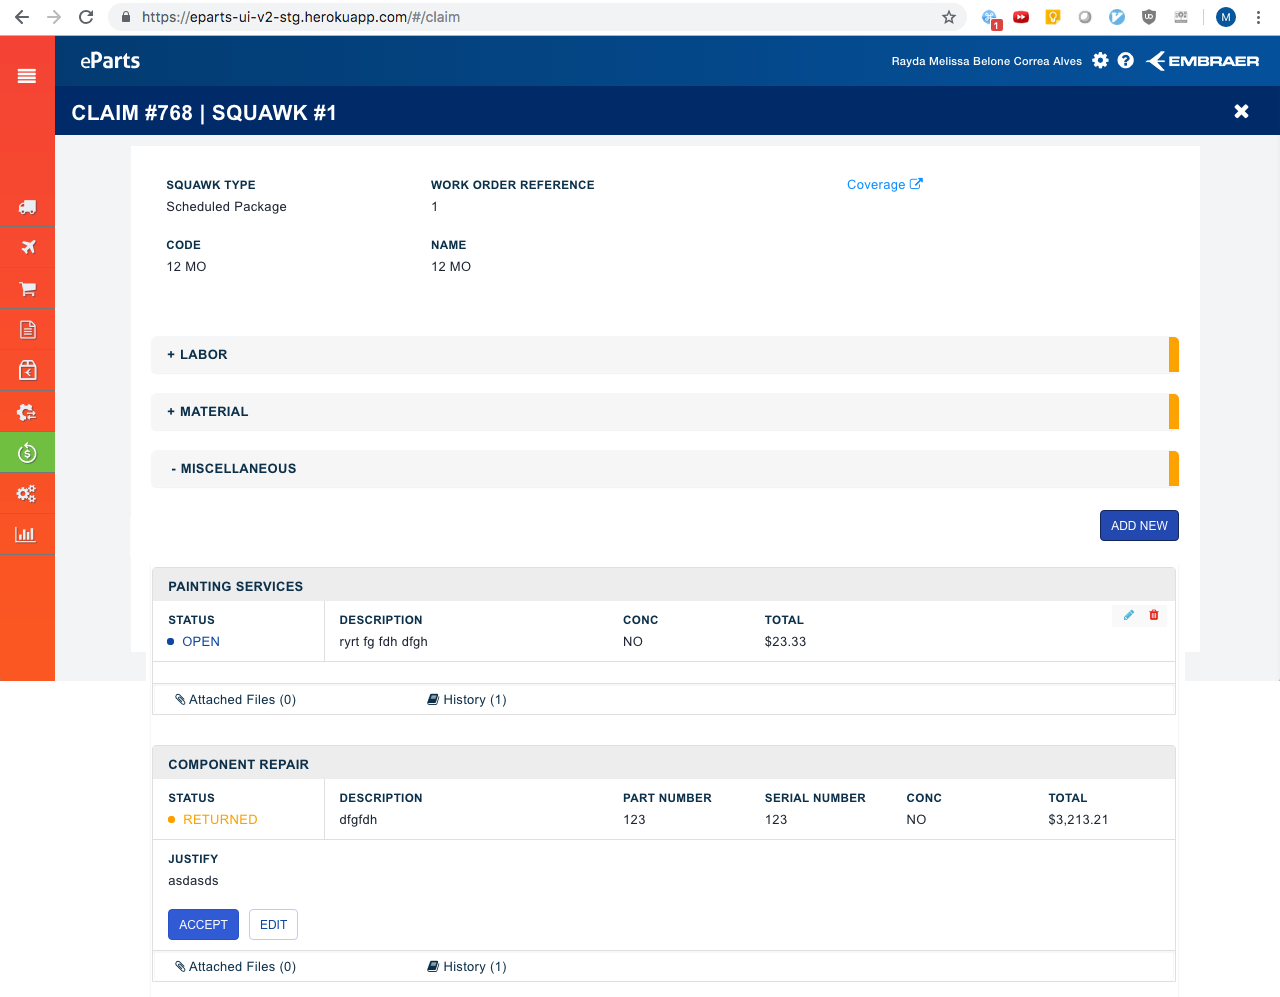 https://eparts-ui-v2-stg.herokuapp.com/#/claim
1
M
eParts
Rayda Melissa Belone Correa Alves
EMBRAER
CLAIM #768 | SQUAWK #1
SQUAWK TYPE WORK ORDER REFERENCE Coverage
Scheduled Package 1
CODE NAME
12 MO 12 MO
+ LABOR
+ MATERIAL
- MISCELLANEOUS
ADD NEW
PAINTING SERVICES
STATUS DESCRIPTION CONC TOTAL
OPEN ryrt fg fdh dfgh NO $23.33
Attached Files (0) History (1)
COMPONENT REPAIR
STATUS DESCRIPTION PART NUMBER SERIAL NUMBER CONC TOTAL
RETURNED dfgfdh 123 123 NO $3,213.21
JUSTIFY
asdasds
ACCEPT EDIT
Attached Files (0) History (1)